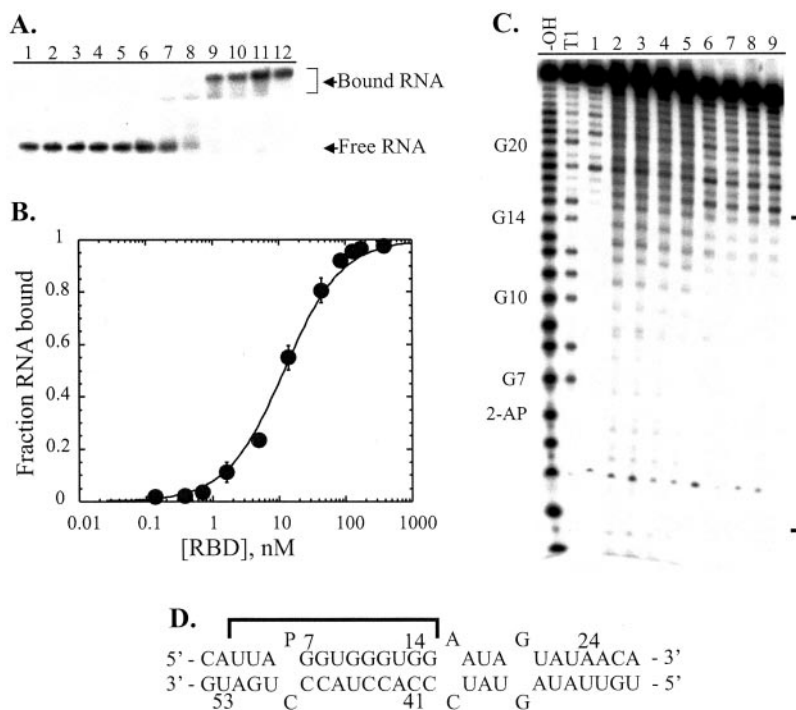 A.
1 2 3 4 5 6 7 8 9 10 11 12
Bound RNA
Free RNA
B.
1
0.8
0.6
0.4
0.2
0
Fraction RNA bound
0.01 0.1 1 10 100 1000
[RBD], nM
C.
-OH T1 1 2 3 4 5 6 7 8 9
G20
G14
G10
G7
2-AP
D.
P 7 14 A G 24
5’ - CAUUA GGUGGGUGG AUA UAUAACA - 3’
3’ - GUAGU CCAUCCACC UAU AUAUUGU - 5’
53 C 41 C G